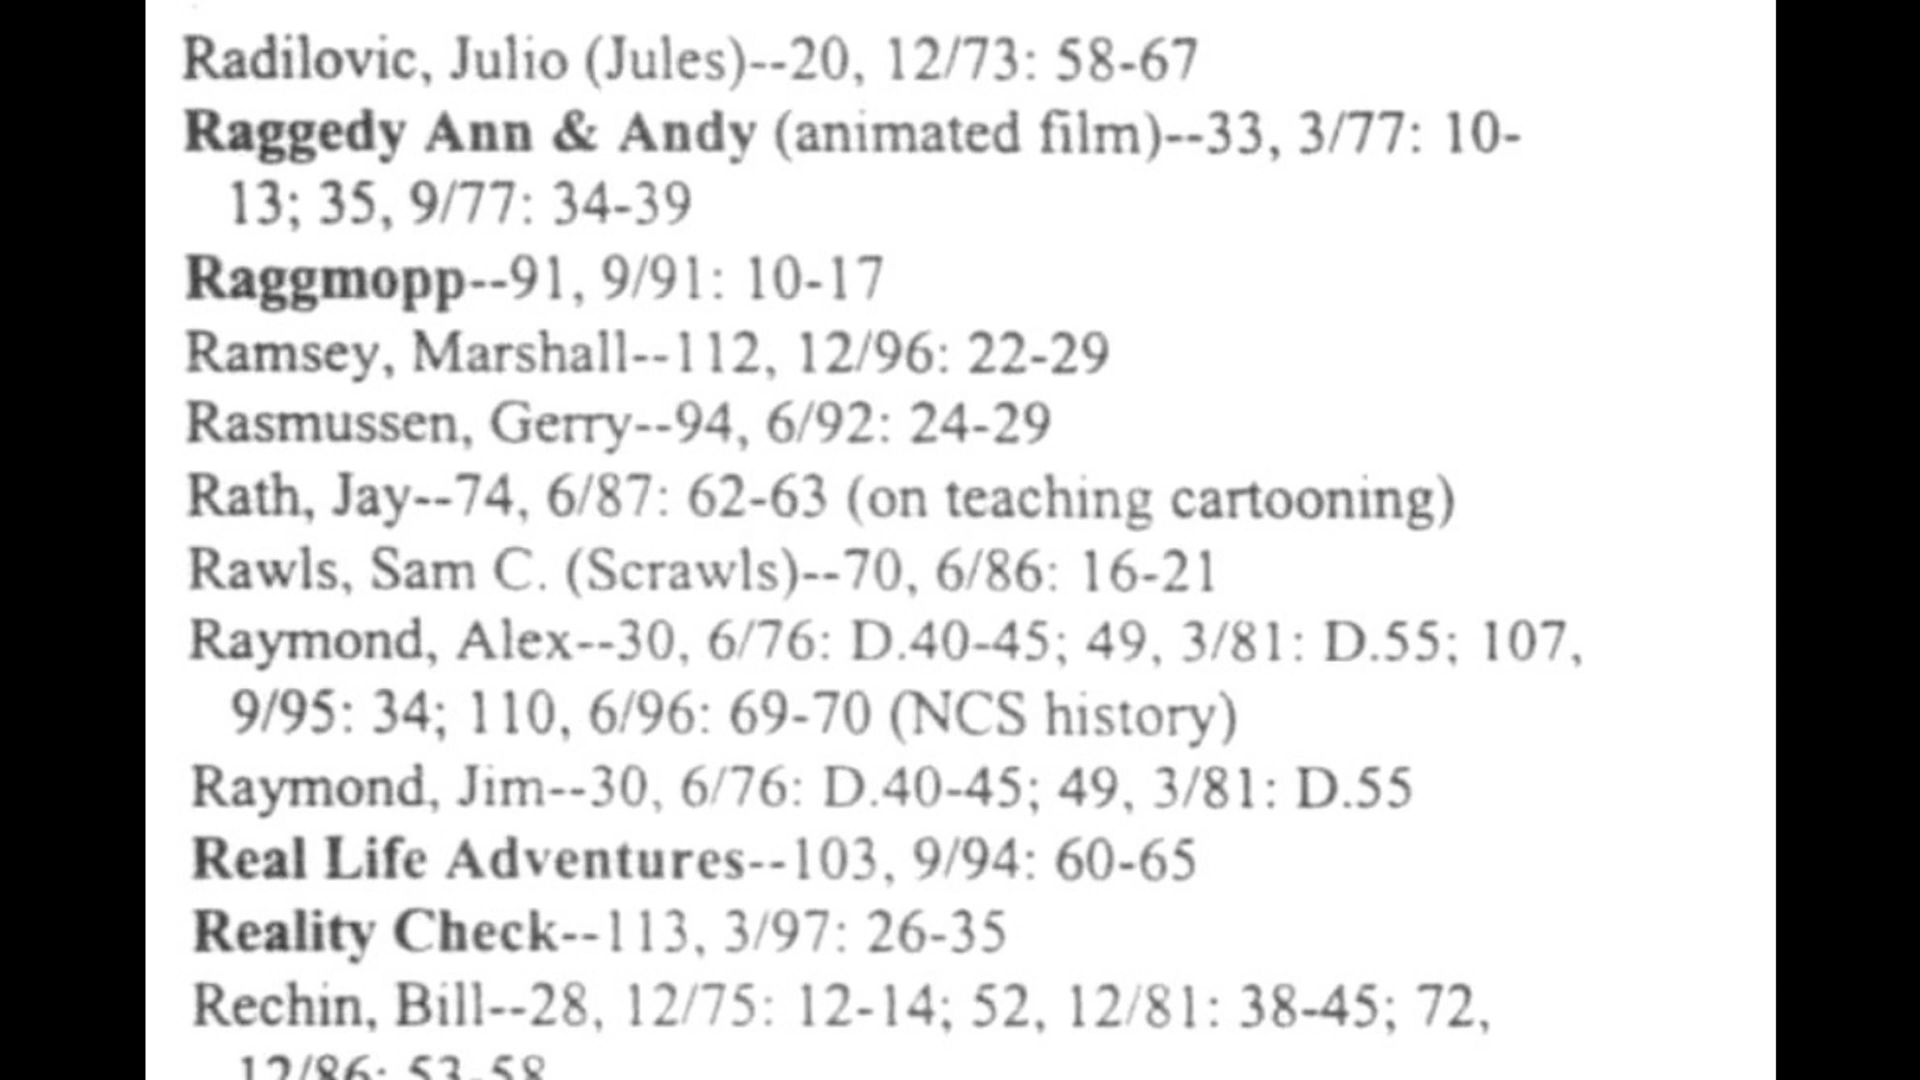 Radilovic, Julio (Jules)--20, 12/73: 58-67
Raggedy Ann & Andy (animated film)--33, 3/77: 10-
13; 35, 9/77: 34-39
Raggmopp--91, 9/91: 10-17
Ramsey, Marshall--112, 12/96: 22-29
Rasmussen, Gerry--94, 6/92: 24-29
Rath, Jay--74, 6/87: 62-63 (on teaching cartooning)
Rawls, Sam C. (Scrawls)--70, 6/86: 16-21
Raymond, Alex--30, 6/76: D.40-45; 49, 3/81: D.55; 107,
9/95: 34; 110, 6/96: 69-70 (NCS history)
Raymond, Jim--30, 6/76: D.40-45; 49, 3/81: D.55
Real Life Adventures--103, 9/94: 60-65
Reality Check--113, 3/97: 26-35
Rechin, Bill--28, 12/75: 12-14; 52, 12/81: 38-45; 72,
12/86: 53-58